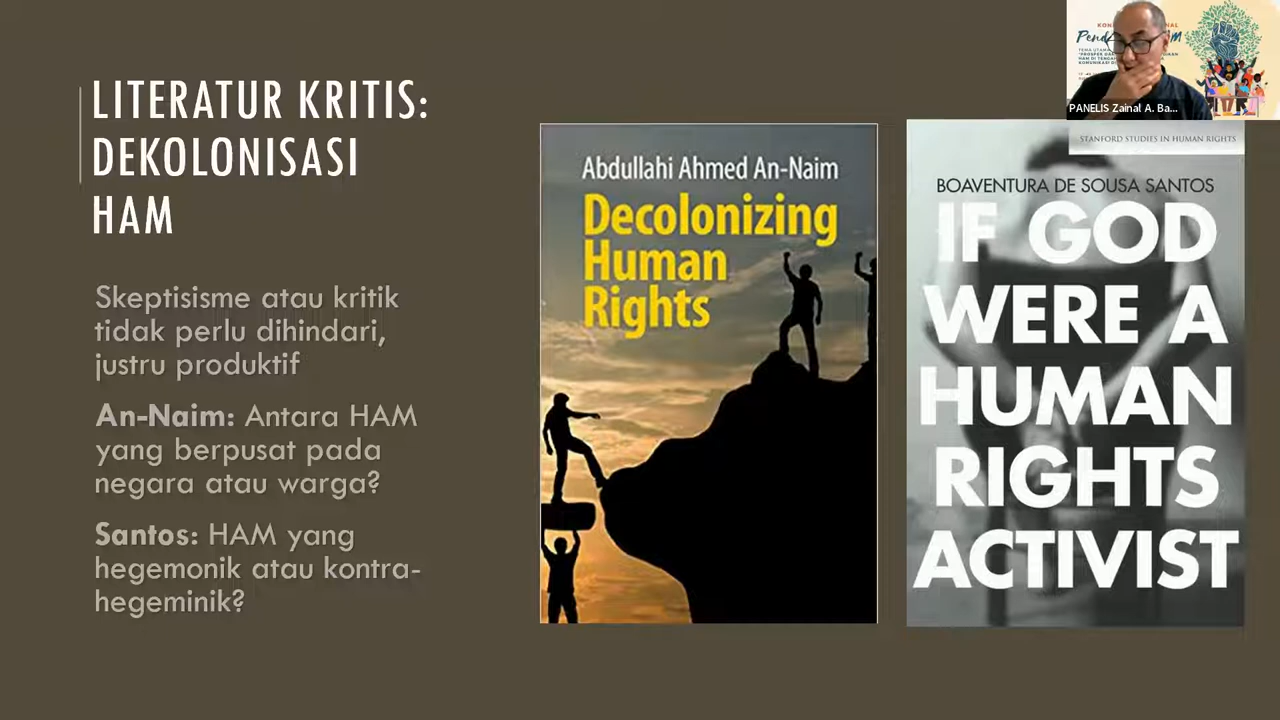 LITERATUR KRITIS:
DEKOLONISASI
HAM
Skeptisisme atau kritik
tidak perlu dihindari,
justru produktif
An-Naim: Antara HAM
yang berpusat pada
negara atau warga?
Santos: HAM yang
hegemonik atau kontra-
hegeminik?
Abdullahi Ahmed An-Naim
Decolonizing
Human
Rights
STANFORD STUDIES IN HUMAN RIGHTS
BOAVENTURA DE SOUSA SANTOS
IF GOD
WERE A
HUMAN
RIGHTS
ACTIVIST
PANELIS Zainal A. Ba...